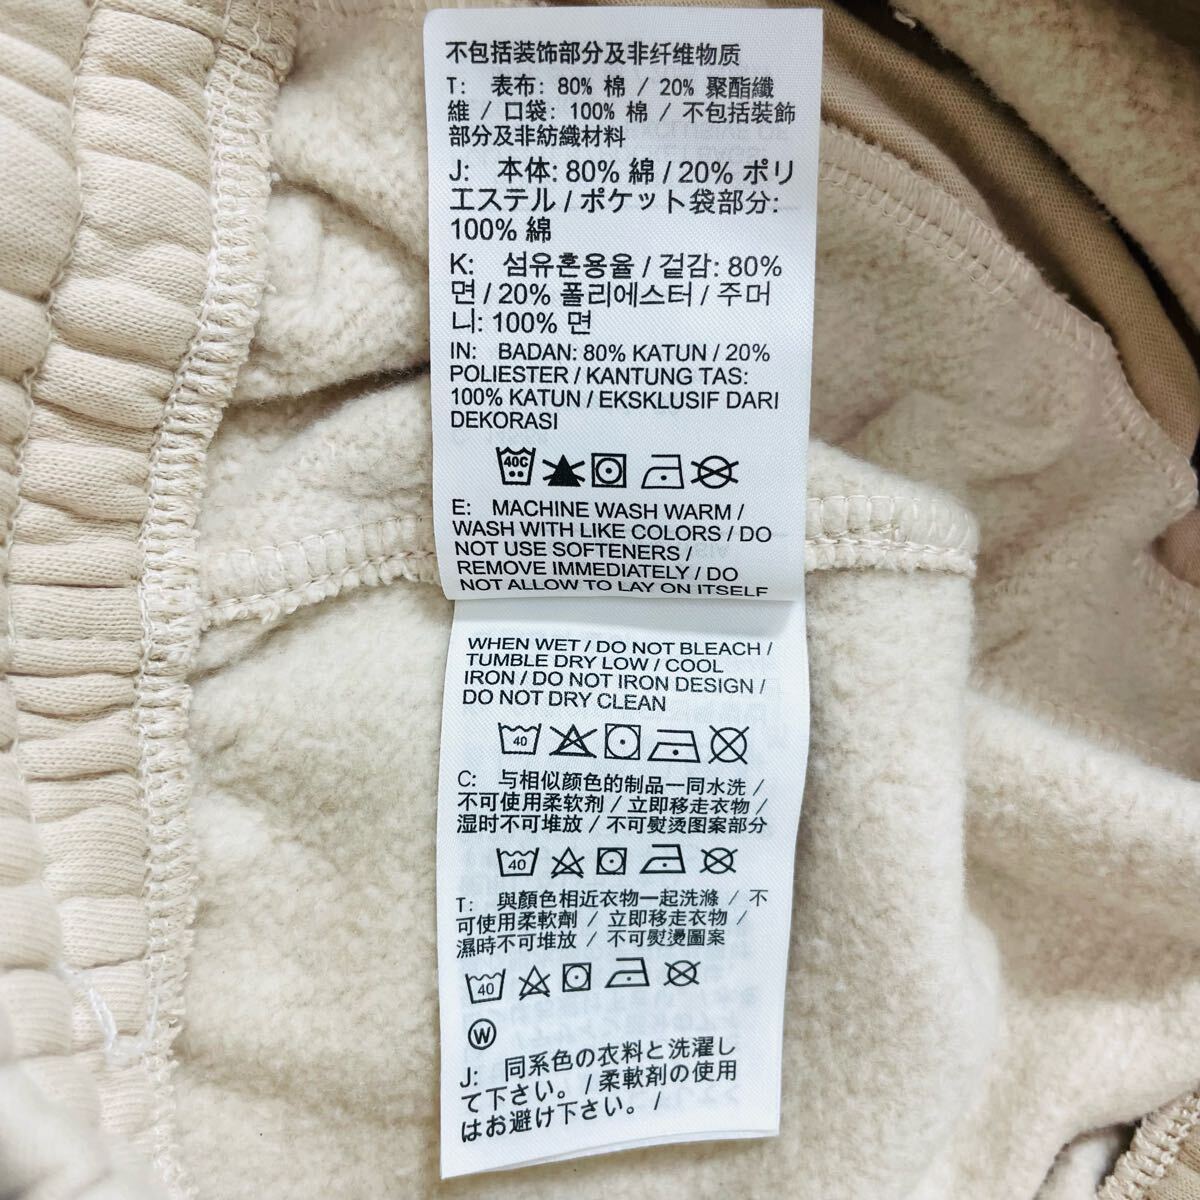 不包括装饰部分及非纤维物质
T: 表布: 80% 棉 / 20% 聚酯纖
維 / 口袋: 100% 棉 / 不包括裝飾
部分及非紡織材料
J: 本体: 80% 綿 / 20% ポリ
エステル / ポケット袋部分:
100% 綿
K: 섬유혼용율 / 겉감: 80%
면 / 20% 폴리에스터 / 주머
니: 100% 면
IN: BADAN: 80% KATUN / 20%
POLIESTER / KANTUNG TAS:
100% KATUN / EKSKLUSIF DARI
DEKORASI
40C
E: MACHINE WASH WARM /
WASH WITH LIKE COLORS / DO
NOT USE SOFTENERS /
REMOVE IMMEDIATELY / DO
NOT ALLOW TO LAY ON ITSELF
WHEN WET / DO NOT BLEACH /
TUMBLE DRY LOW / COOL
IRON / DO NOT IRON DESIGN /
DO NOT DRY CLEAN
40
C: 与相似颜色的制品一同水洗 /
不可使用柔软剂 / 立即移走衣物 /
湿时不可堆放 / 不可熨烫图案部分
40
T: 與顏色相近衣物一起洗滌 / 不
可使用柔軟劑 / 立即移走衣物 /
濕時不可堆放 / 不可熨燙圖案
40
W
J: 同系色の衣料と洗濯し
て下さい。 / 柔軟剤の使用
はお避け下さい。 /